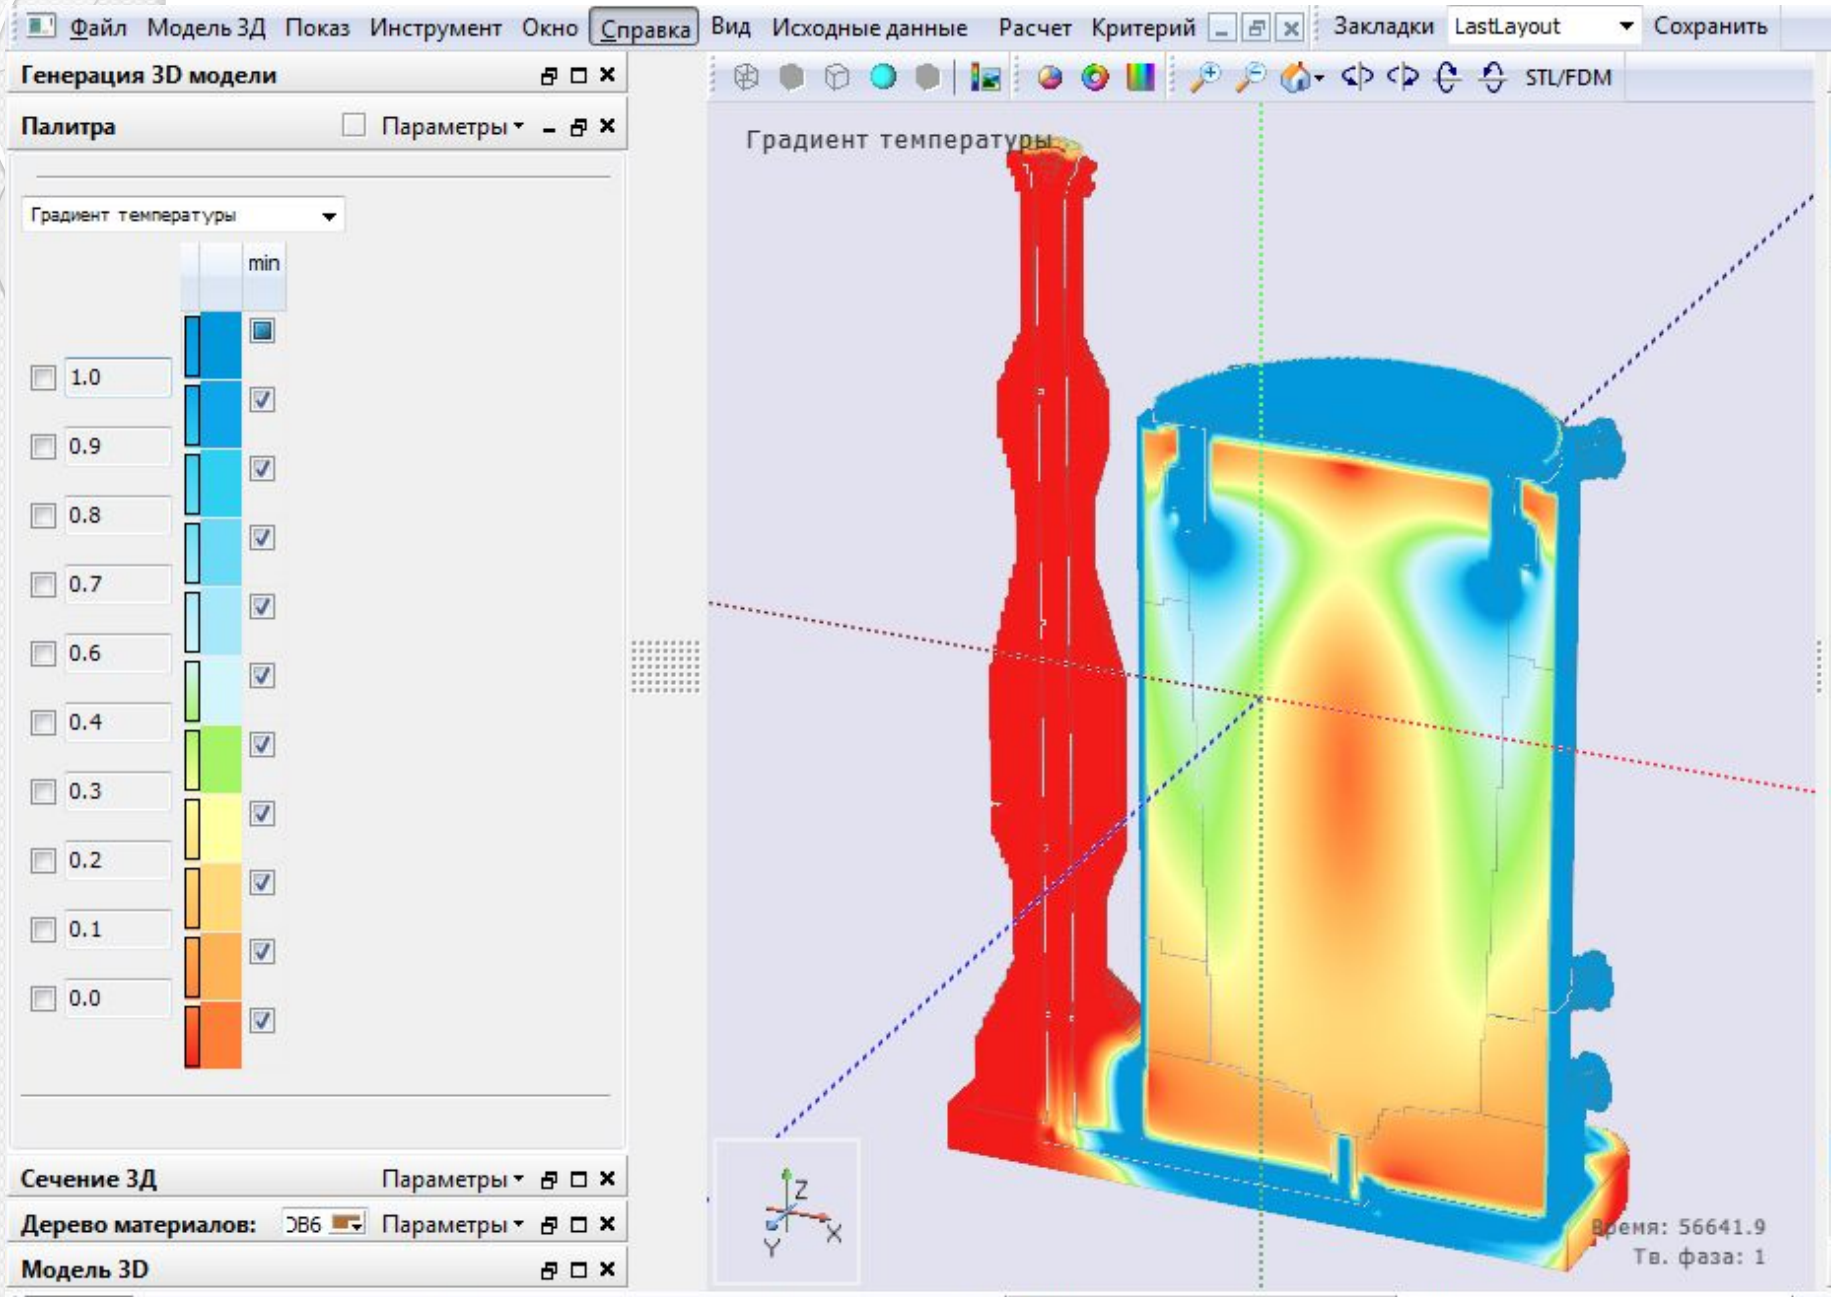 Файл Модель 3Д Показ Инструмент Окно Справка Вид Исходные данные Расчет Критерий Закладки LastLayout Сохранить
Генерация 3D модели
STL/FDM
Палитра Параметры
Градиент температуры
Градиент температуры
min
1.0
0.9
0.8
0.7
0.6
0.4
0.3
0.2
0.1
0.0
Сечение 3Д Параметры
Дерево материалов: ОВ6 Параметры
Модель 3D
Z
X
Y
Время: 56641.9
Тв. фаза: 1